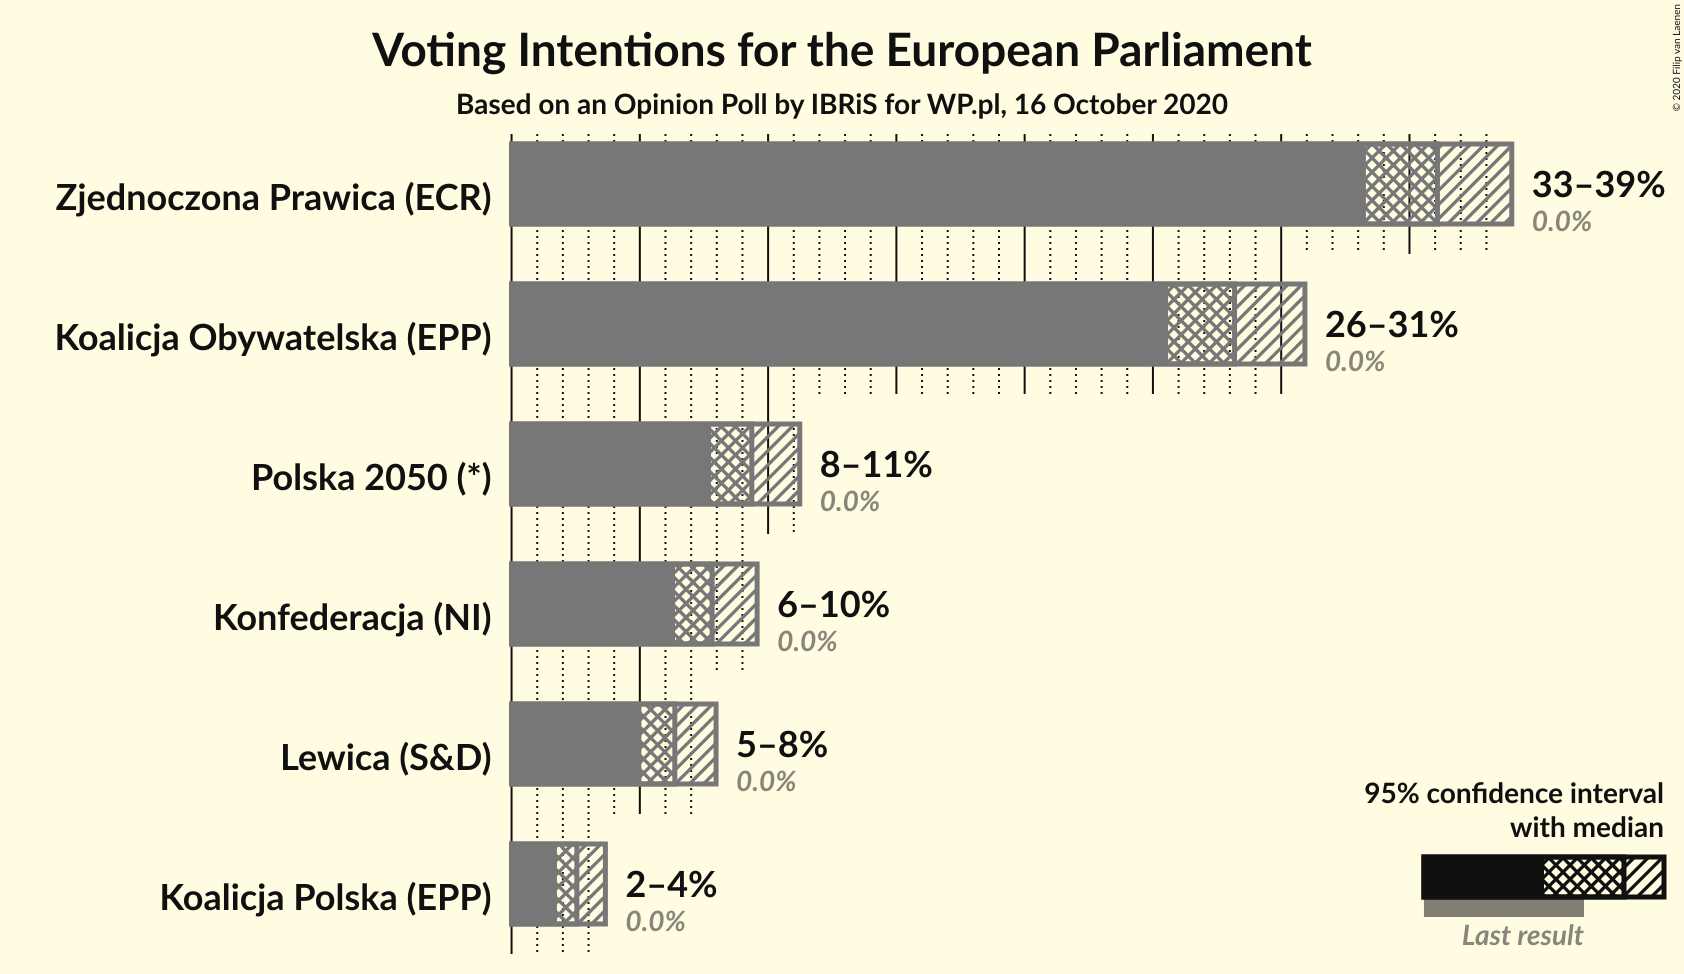 Voting Intentions for the European Parliament
Based on an Opinion Poll by IBRiS for WP.pl, 16 October 2020
© 2020 Filip van Laenen
Zjednoczona Prawica (ECR)
33–39%
0.0%
Koalicja Obywatelska (EPP)
26–31%
0.0%
Polska 2050 (*)
8–11%
0.0%
Konfederacja (NI)
6–10%
0.0%
Lewica (S&D)
5–8%
0.0%
Koalicja Polska (EPP)
2–4%
0.0%
95% confidence interval
with median
Last result